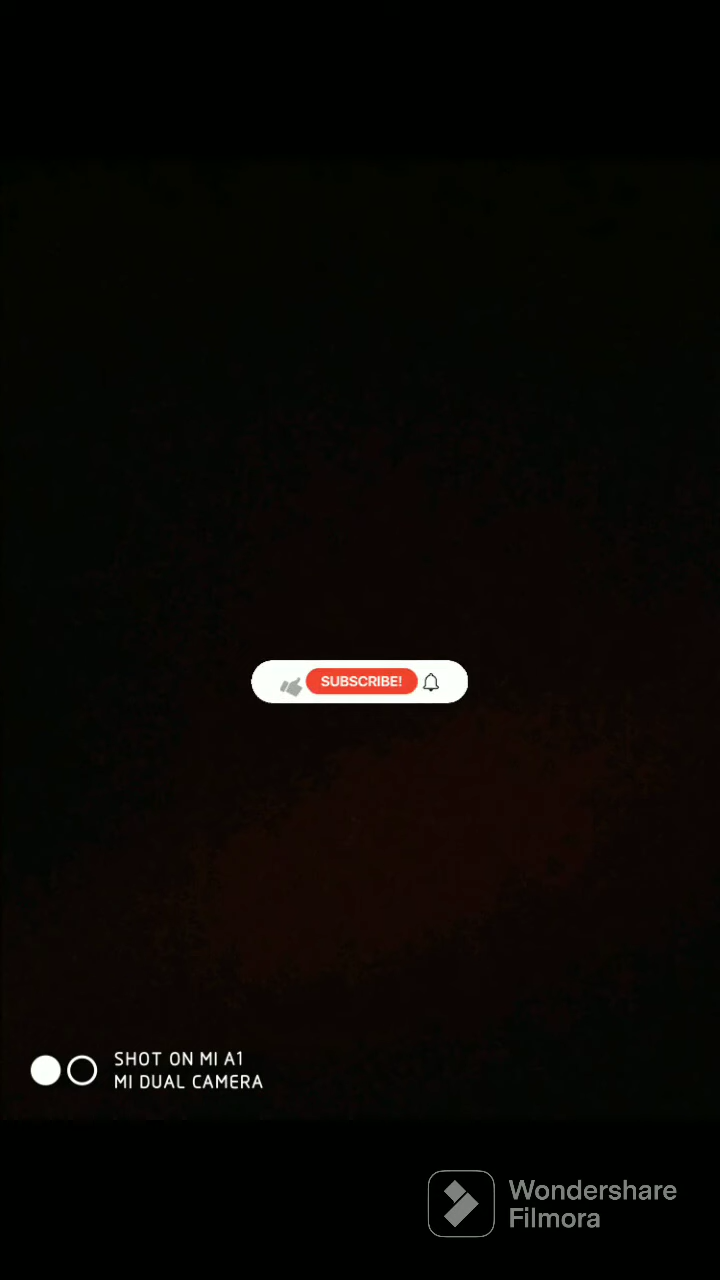 SUBSCRIBE!
SHOT ON MI A1
MI DUAL CAMERA
Wondershare
Filmora